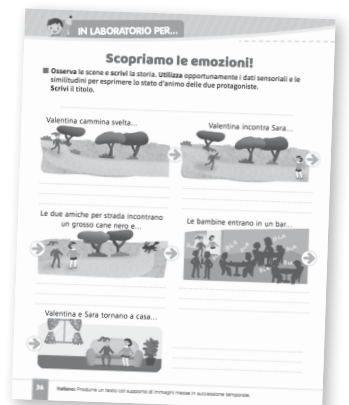 IN LABORATORIO PER...
Scopriamo le emozioni!
Osserva le scene e scrivi la storia. Utilizza opportunamente i dati sensoriali e le
similitudini per esprimere lo stato d'animo delle due protagoniste.
Scrivi il titolo.
Valentina cammina svelta...
Valentina incontra Sara...
Le due amiche per strada incontrano
un grosso cane nero e...
Le bambine entrano in un bar...
Valentina e Sara tornano a casa...
Italiano: Produrre un testo col supporto di immagini messe in successione temporale.